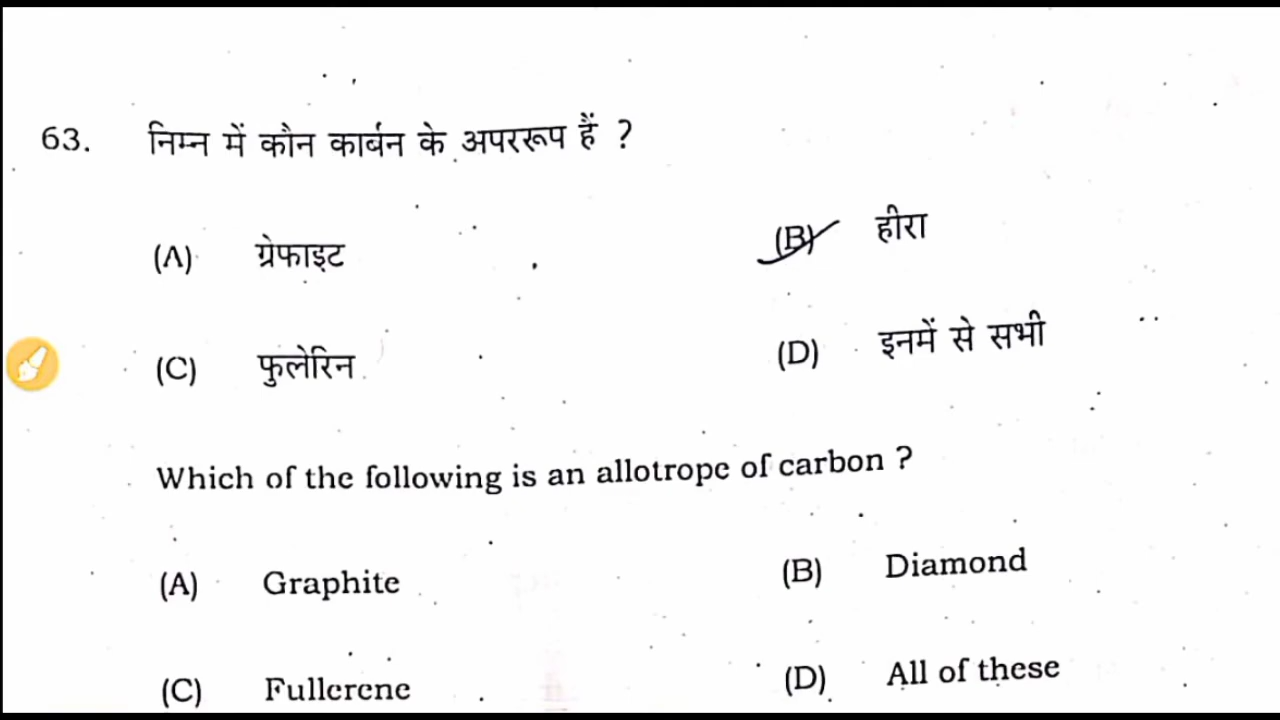 63. निम्न में कौन कार्बन के अपररूप हैं ?
(A) ग्रेफाइट (B) हीरा
(C) फुलेरिन (D) इनमें से सभी
Which of the following is an allotrope of carbon ?
(A) Graphite (B) Diamond
(C) Fullerene (D) All of these